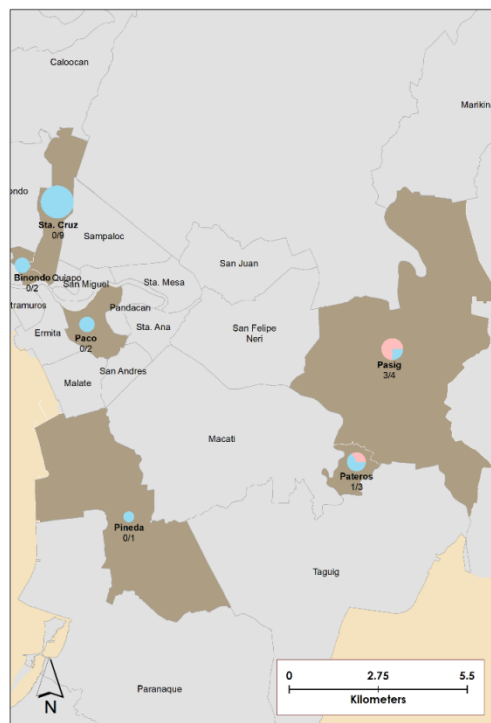 Caloocan
Marikin
ondo
Sta. Cruz
0/9
Sampaloc
San Juan
Binondo
0/2
Quiapo
San Miguel
Sta. Mesa
tramuros
Pandacan
Ermita
Paco
0/2
Sta. Ana
San Felipe
Neri
Pasig
3/4
San Andres
Malate
Macati
Pateros
1/3
Pineda
0/1
Taguig
Paranaque
N
0 2.75 5.5
Kilometers